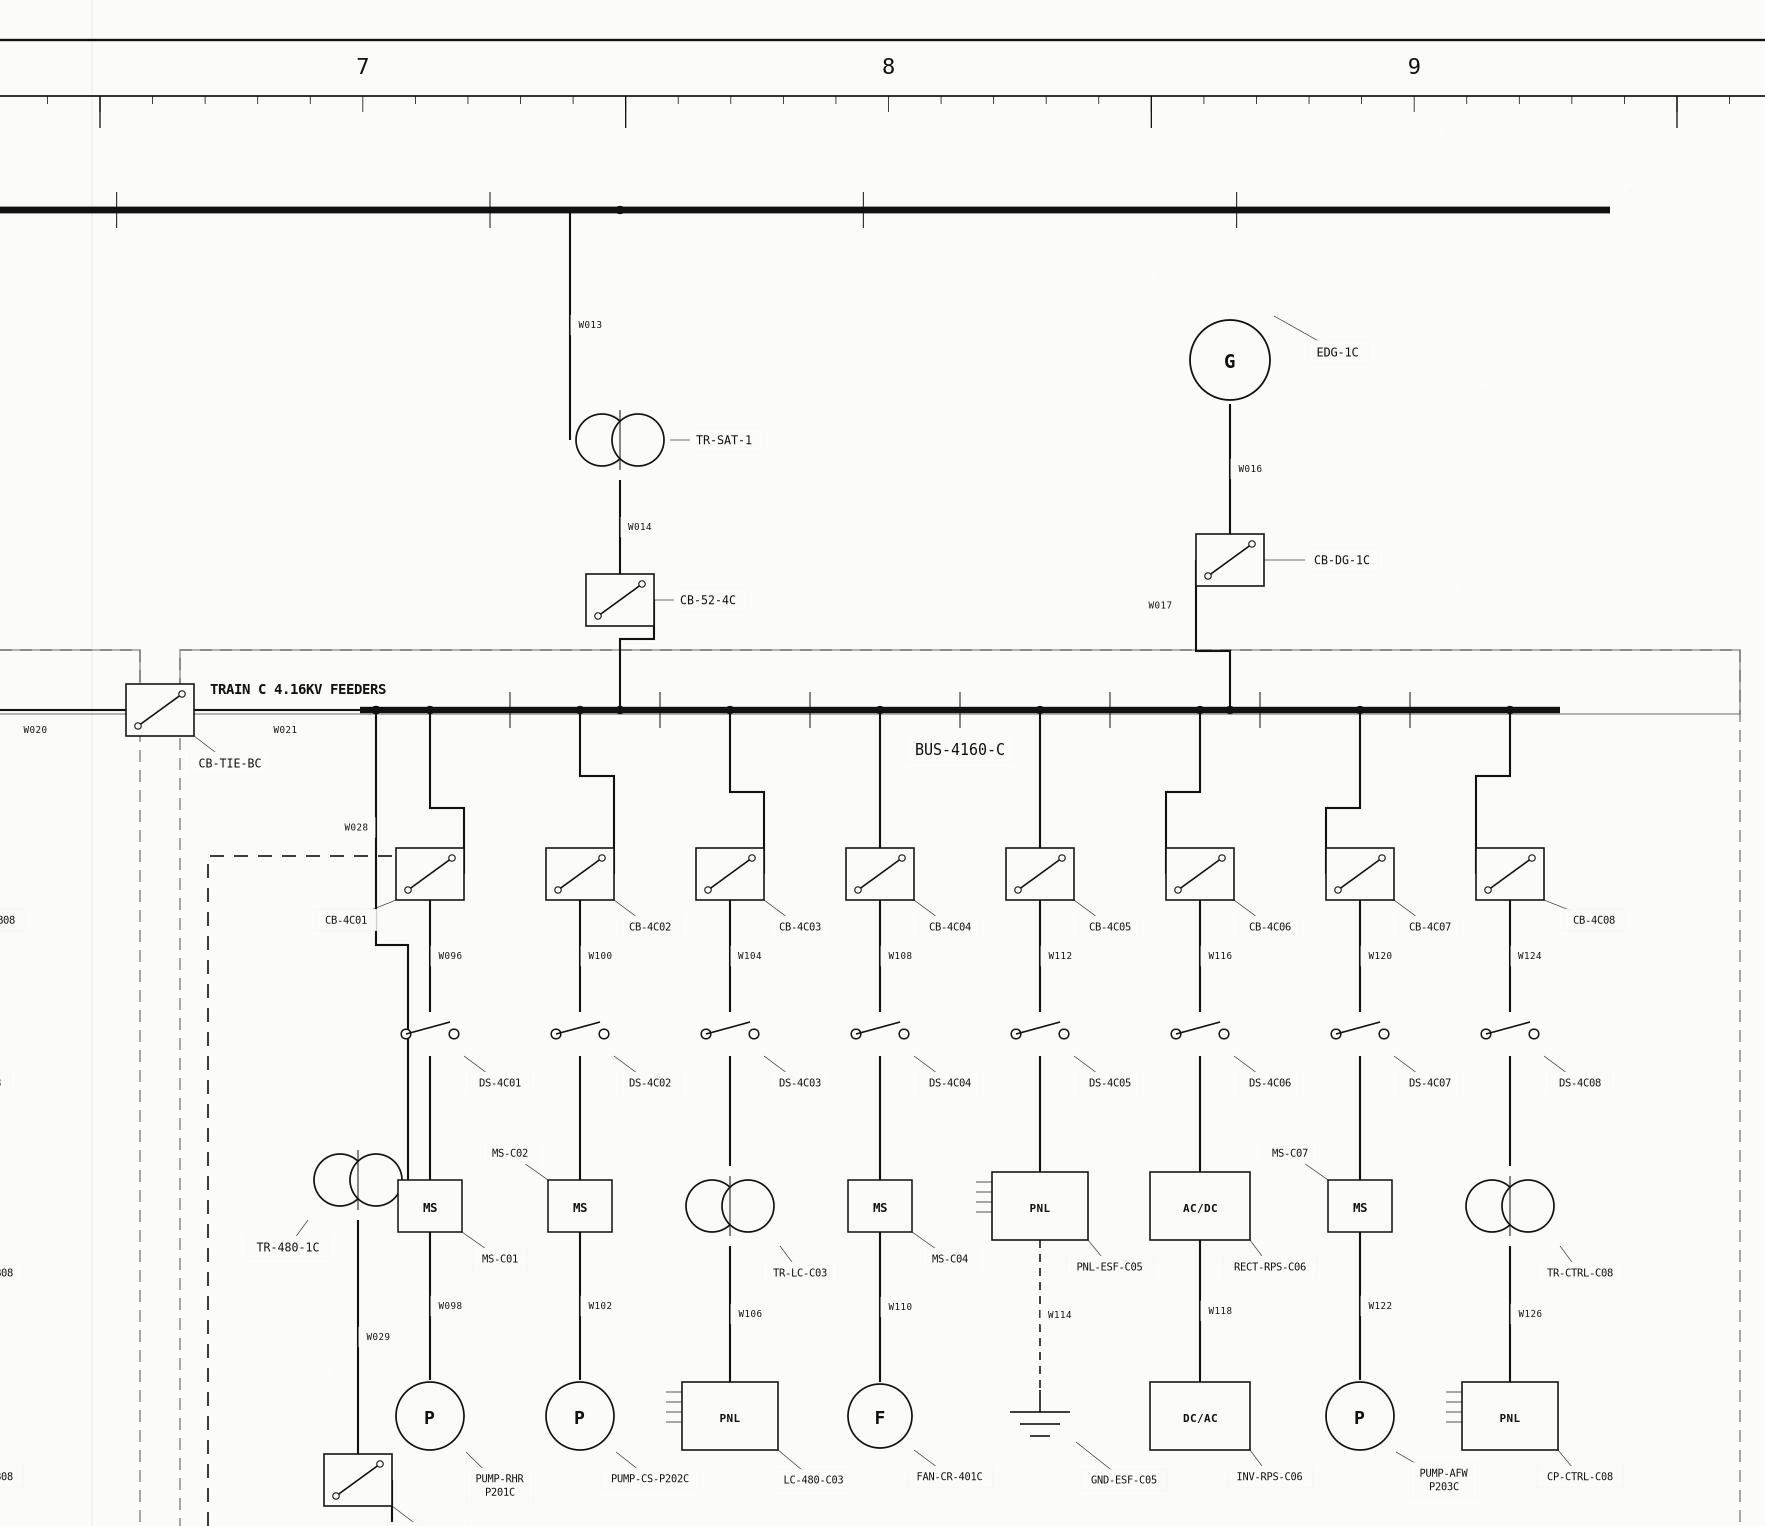 7
8
9
W013
EDG-1C
G
TR-SAT-1
W016
W014
CB-DG-1C
CB-52-4C
W017
TRAIN C 4.16KV FEEDERS
W020
W021
BUS-4160-C
CB-TIE-BC
W028
CB-4C01
CB-4C02
CB-4C03
CB-4C04
CB-4C05
CB-4C06
CB-4C07
CB-4C08
W096
W100
W104
W108
W112
W116
W120
W124
DS-4C01
DS-4C02
DS-4C03
DS-4C04
DS-4C05
DS-4C06
DS-4C07
DS-4C08
MS-C02
MS-C07
MS
MS
MS
PNL
AC/DC
MS
TR-480-1C
MS-C01
TR-LC-C03
MS-C04
PNL-ESF-C05
RECT-RPS-C06
TR-CTRL-C08
W098
W102
W106
W110
W114
W118
W122
W126
W029
P
P
PNL
F
DC/AC
P
PNL
PUMP-RHR
P201C
PUMP-CS-P202C
LC-480-C03
FAN-CR-401C
GND-ESF-C05
INV-RPS-C06
PUMP-AFW
P203C
CP-CTRL-C08